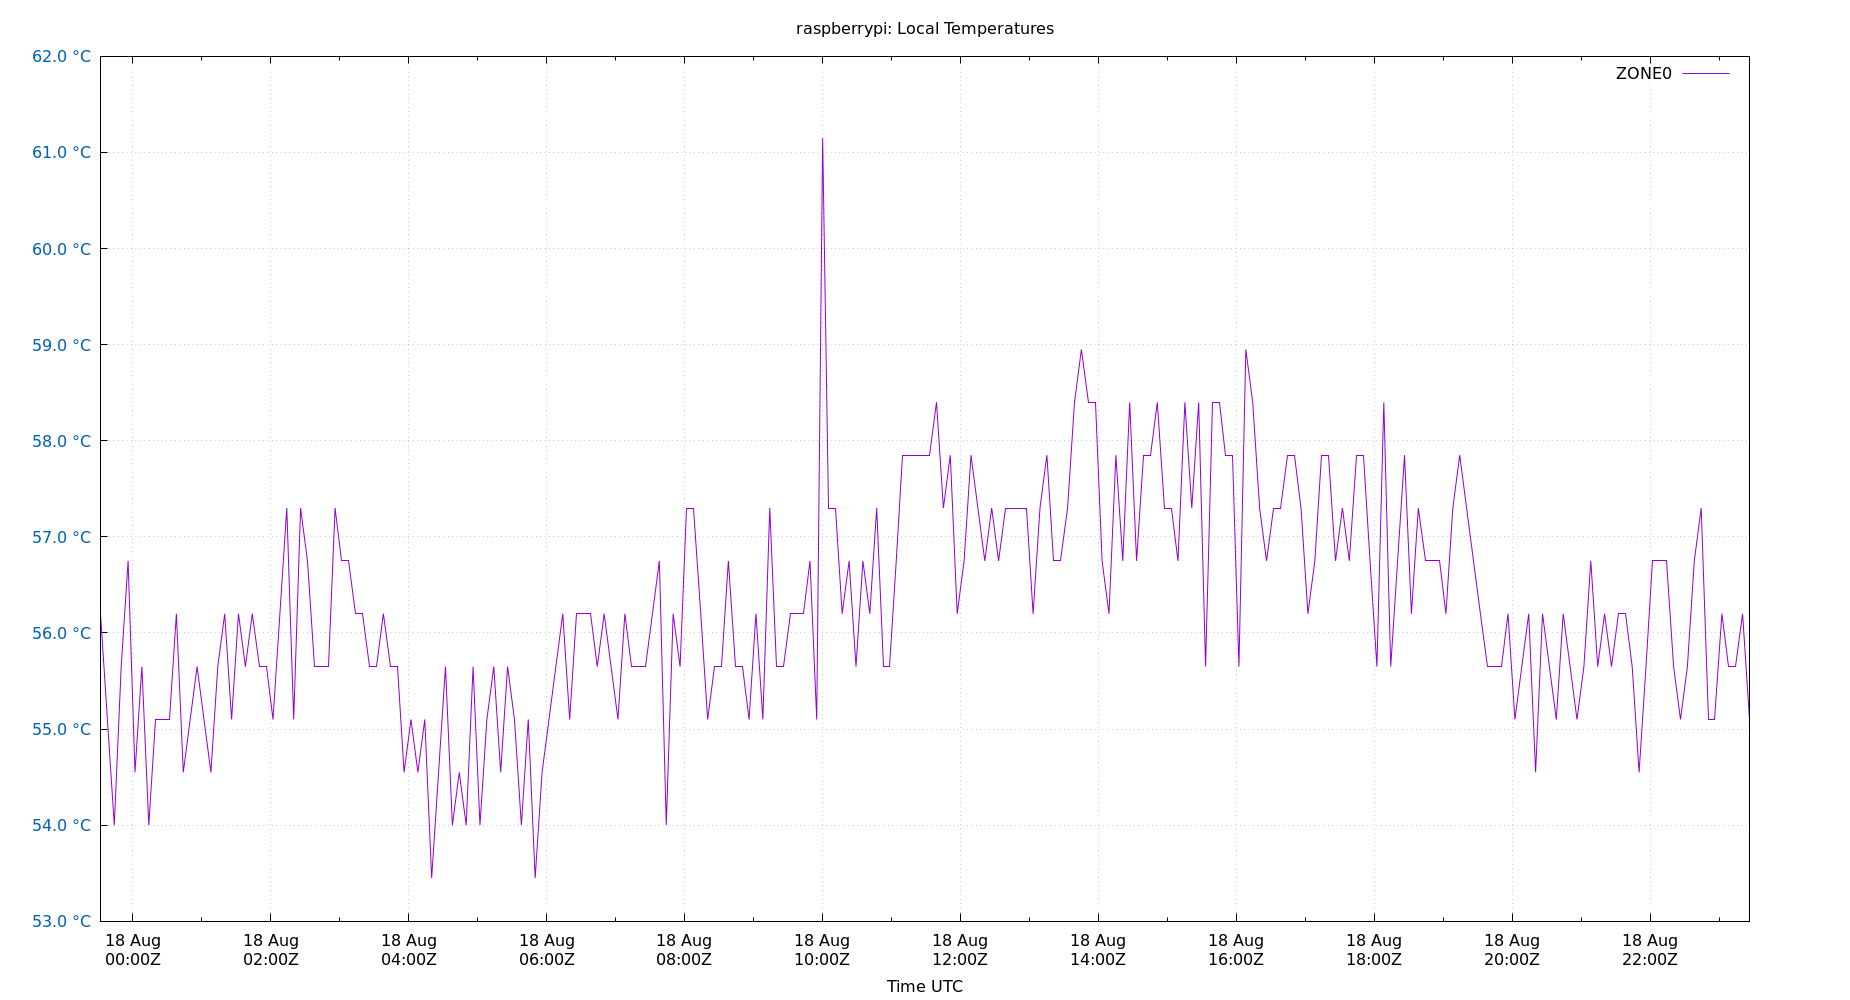 raspberrypi: Local Temperatures
62.0 °C
ZONE0
61.0 °C
60.0 °C
59.0 °C
58.0 °C
57.0 °C
56.0 °C
55.0 °C
54.0 °C
53.0 °C
18 Aug 18 Aug 18 Aug 18 Aug 18 Aug 18 Aug 18 Aug 18 Aug 18 Aug 18 Aug 18 Aug 18 Aug
00:00Z 02:00Z 04:00Z 06:00Z 08:00Z 10:00Z 12:00Z 14:00Z 16:00Z 18:00Z 20:00Z 22:00Z
Time UTC